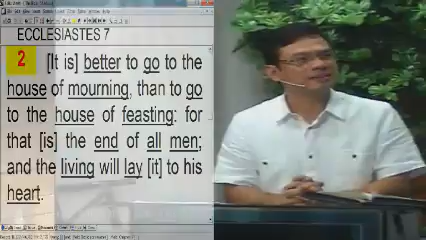 ECCLESIASTES 7
2 [It is] better to go to the
house of mourning, than to go
to the house of feasting: for
that [is] the end of all men;
and the living will lay [it] to his
heart.